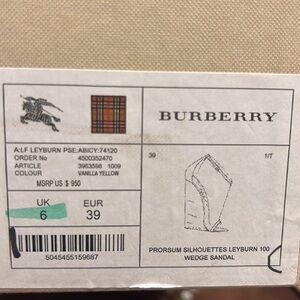 BURBERRY
A:LF LEYBURN PSE:ABICY:74120
ORDER No 4500352470
ARTICLE 3963598 1009
COLOUR VANILLA YELLOW
MSRP US $ 950
UK EUR
6 39
5045455159687
39 1/T
PRORSUM SILHOUETTES LEYBURN 100
WEDGE SANDAL